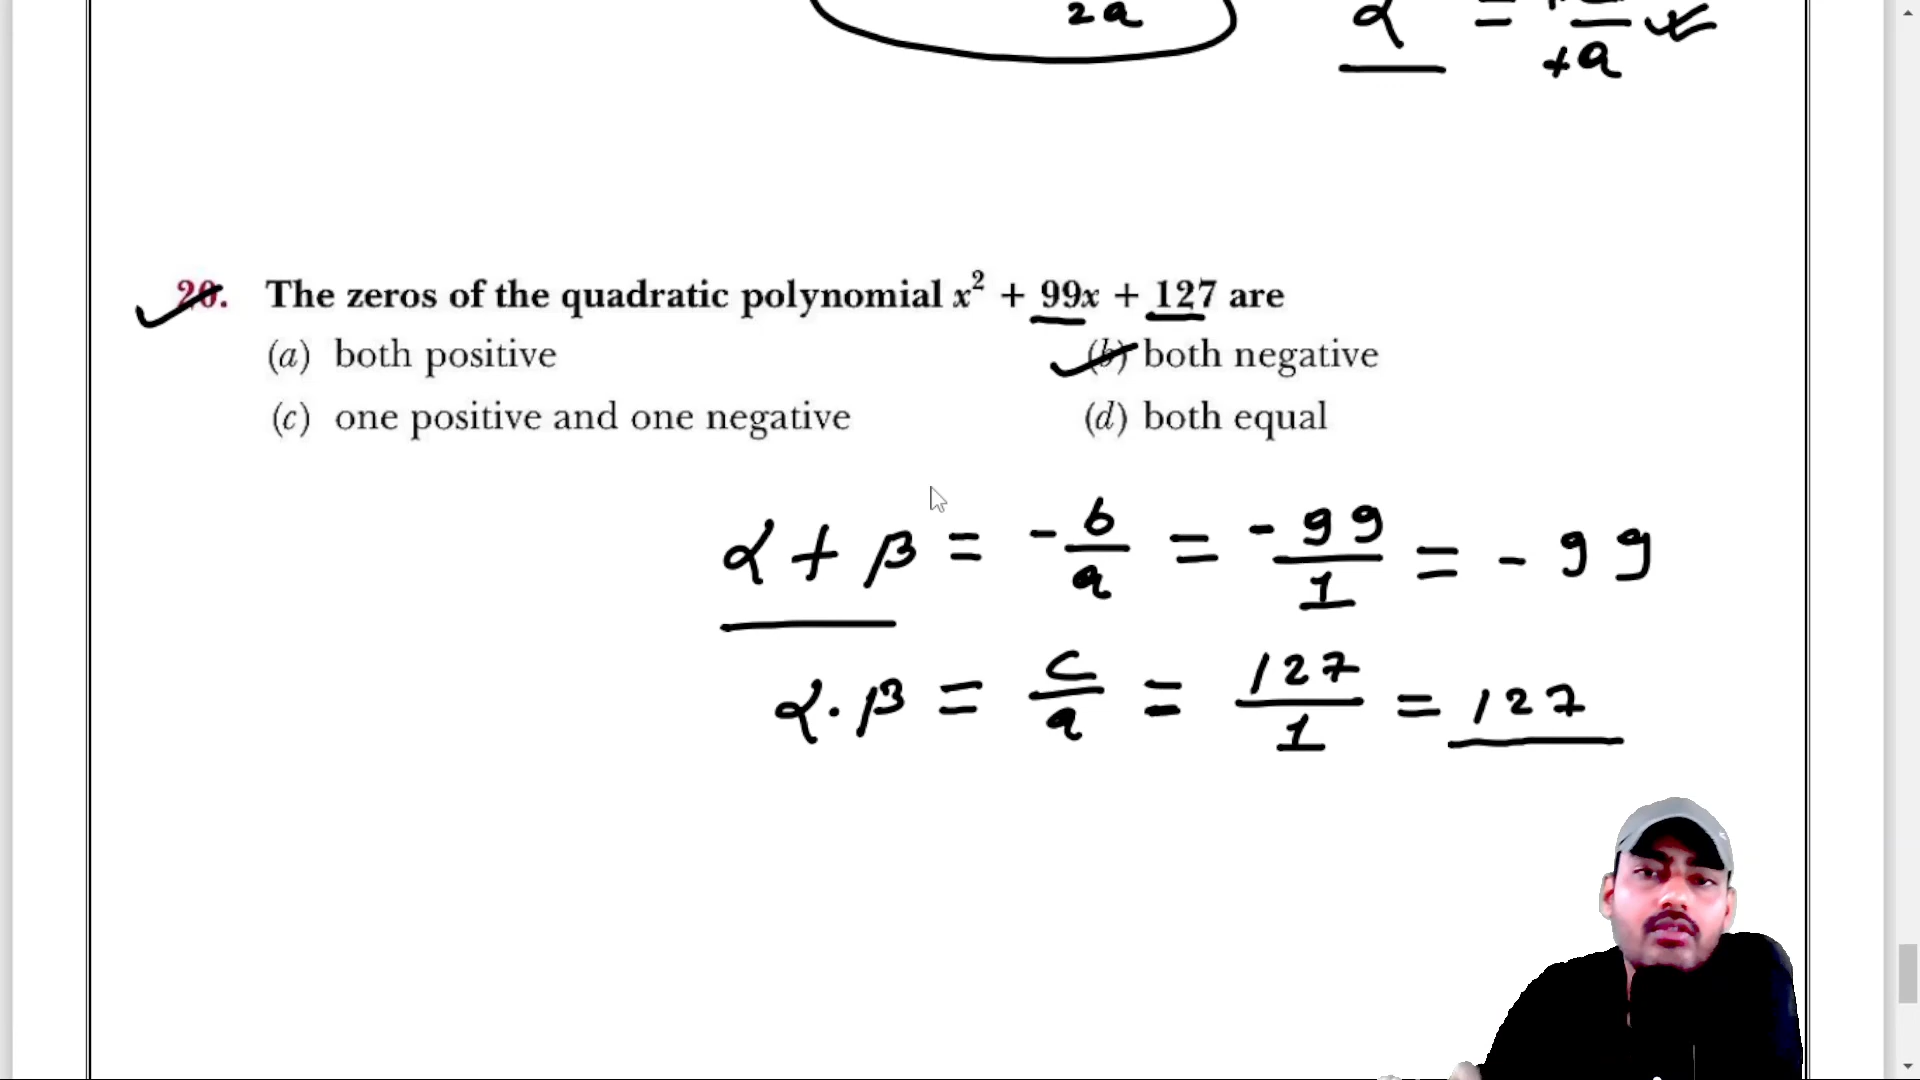 2a α =
+a
20. The zeros of the quadratic polynomial x² + 99x + 127 are
(a) both positive (b) both negative
(c) one positive and one negative (d) both equal
α + β = - b/a = - 99/1 = - 99
α . β = c/a = 127/1 = 127